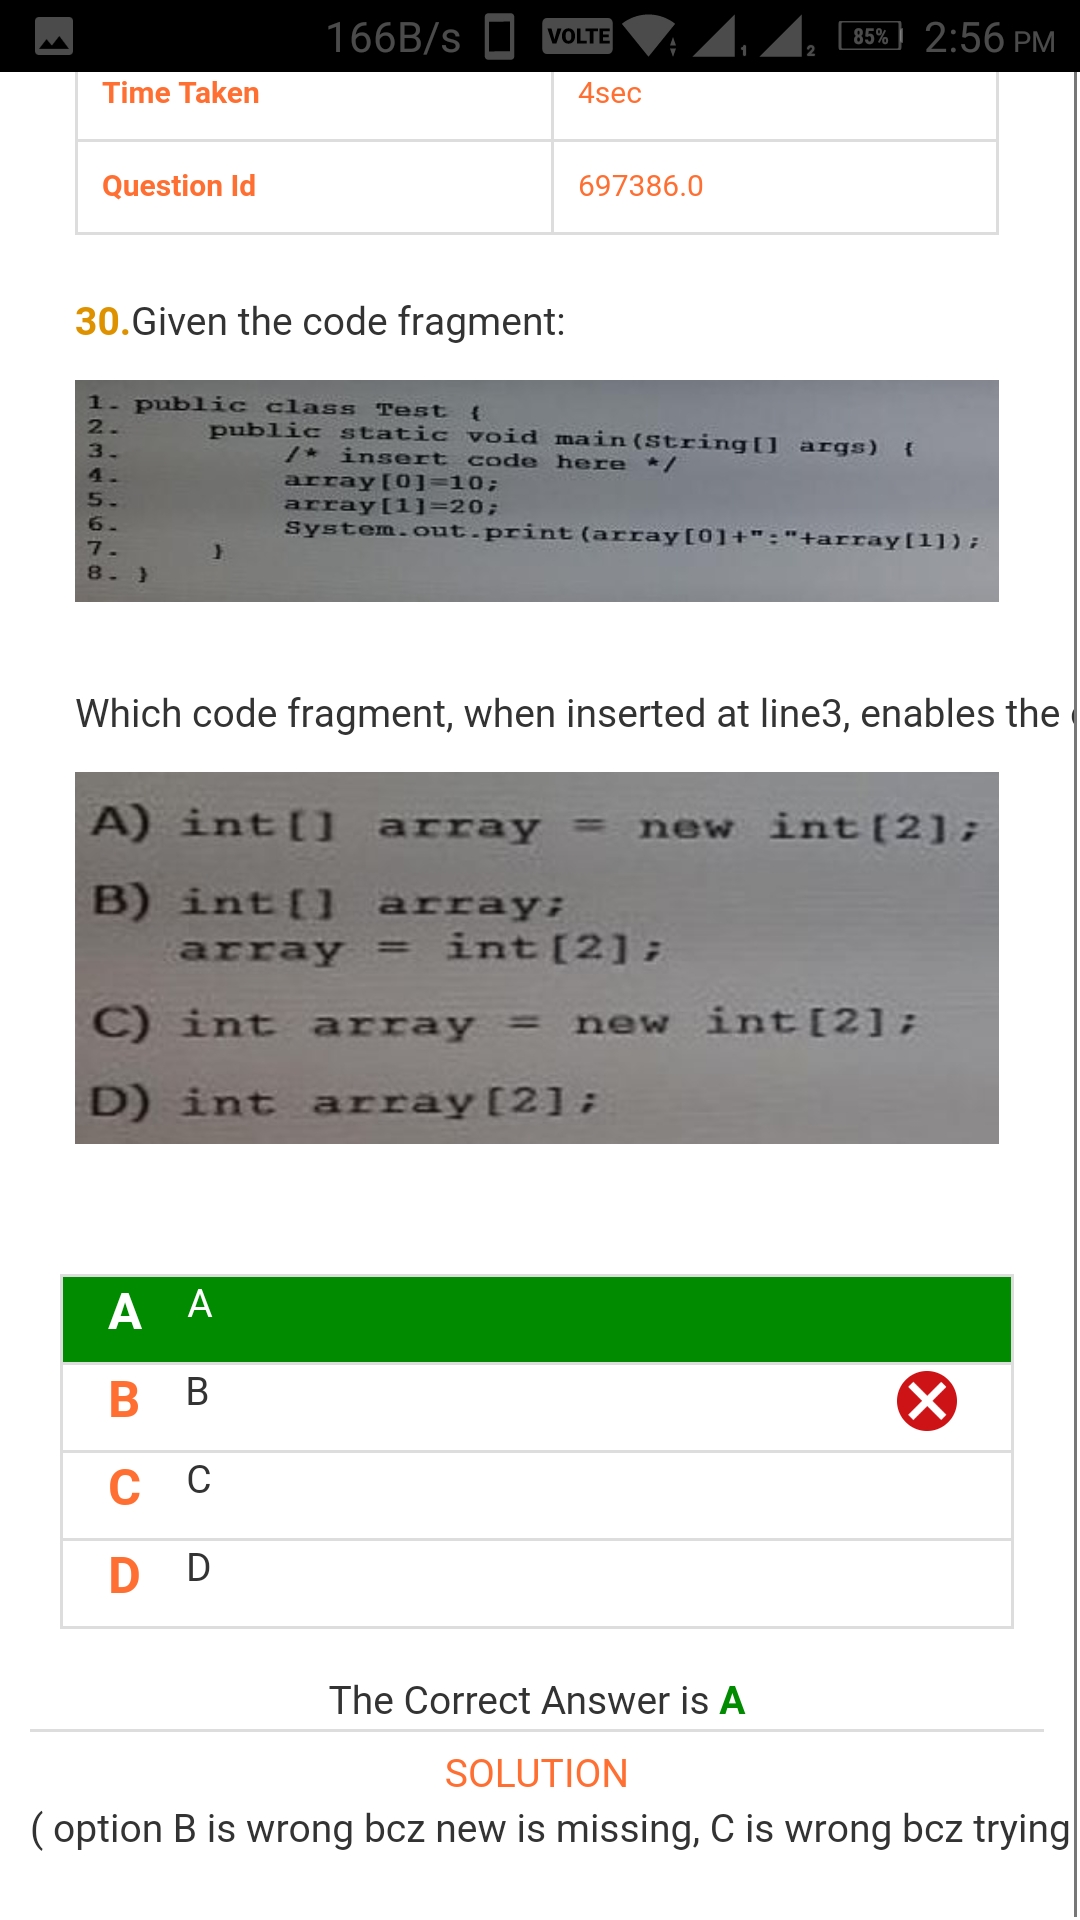 166B/s VOLTE 1 2 85% 2:56 PM
Time Taken 4sec
Question Id 697386.0
30.Given the code fragment:
1. public class Test {
2. public static void main(String[] args) {
3. /* insert code here */
4. array[0]=10;
5. array[1]=20;
6. System.out.print(array[0]+":"+array[1]);
7. }
8. }
Which code fragment, when inserted at line3, enables the
A) int[] array = new int[2];
B) int[] array;
array = int[2];
C) int array = new int[2];
D) int array[2];
A A
B B
C C
D D
The Correct Answer is A
SOLUTION
( option B is wrong bcz new is missing, C is wrong bcz trying